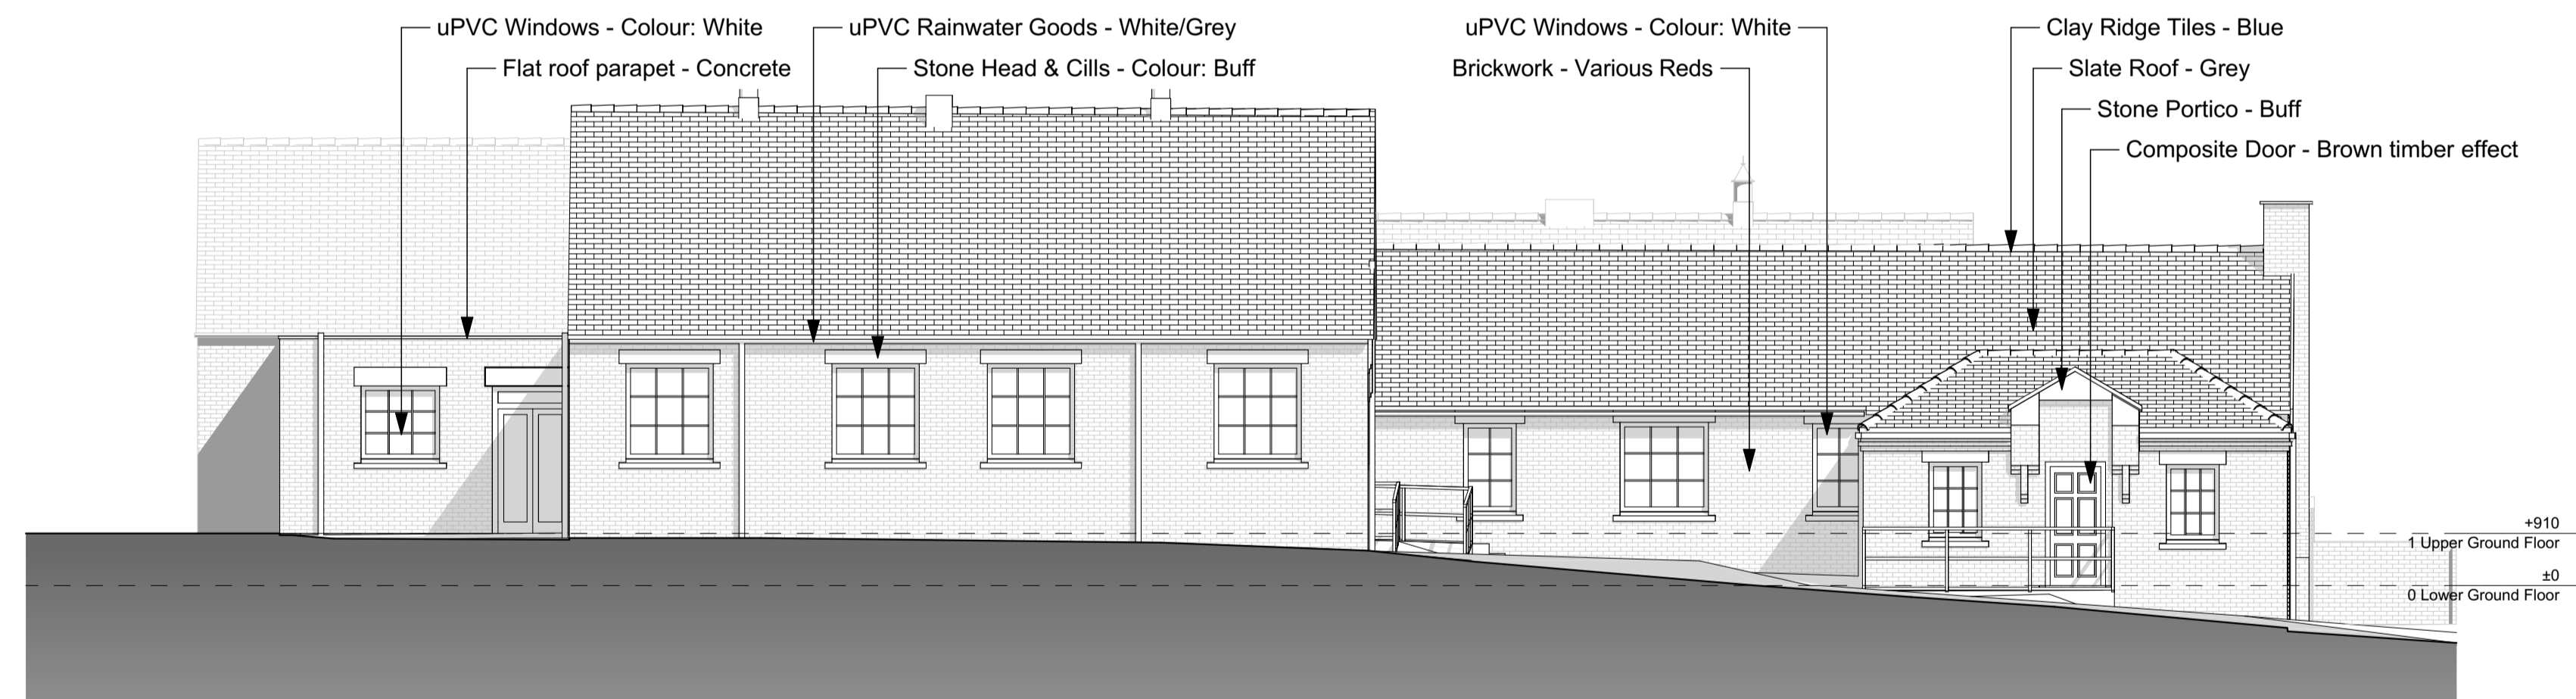 uPVC Windows - Colour: White
Flat roof parapet - Concrete
uPVC Rainwater Goods - White/Grey
Stone Head & Cills - Colour: Buff
uPVC Windows - Colour: White
Brickwork - Various Reds
Clay Ridge Tiles - Blue
Slate Roof - Grey
Stone Portico - Buff
Composite Door - Brown timber effect
+910
1 Upper Ground Floor
±0
0 Lower Ground Floor